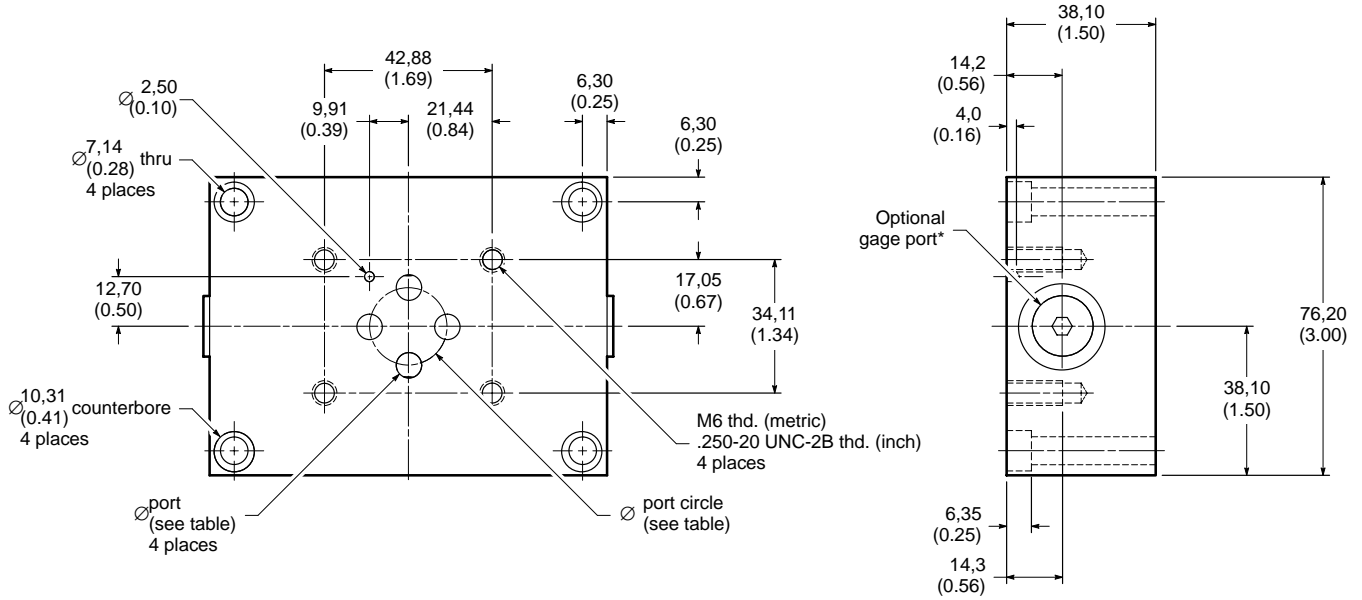 42,88
(1.69)
∅ 2,50
(0.10)
9,91
(0.39)
21,44
(0.84)
6,30
(0.25)
6,30
(0.25)
∅ 7,14
(0.28) thru
4 places
12,70
(0.50)
17,05
(0.67)
34,11
(1.34)
∅ 10,31
(0.41) counterbore
4 places
M6 thd. (metric)
.250-20 UNC-2B thd. (inch)
4 places
∅ port
(see table)
4 places
∅ port circle
(see table)
38,10
(1.50)
14,2
(0.56)
4,0
(0.16)
Optional
gage port*
76,20
(3.00)
38,10
(1.50)
6,35
(0.25)
14,3
(0.56)